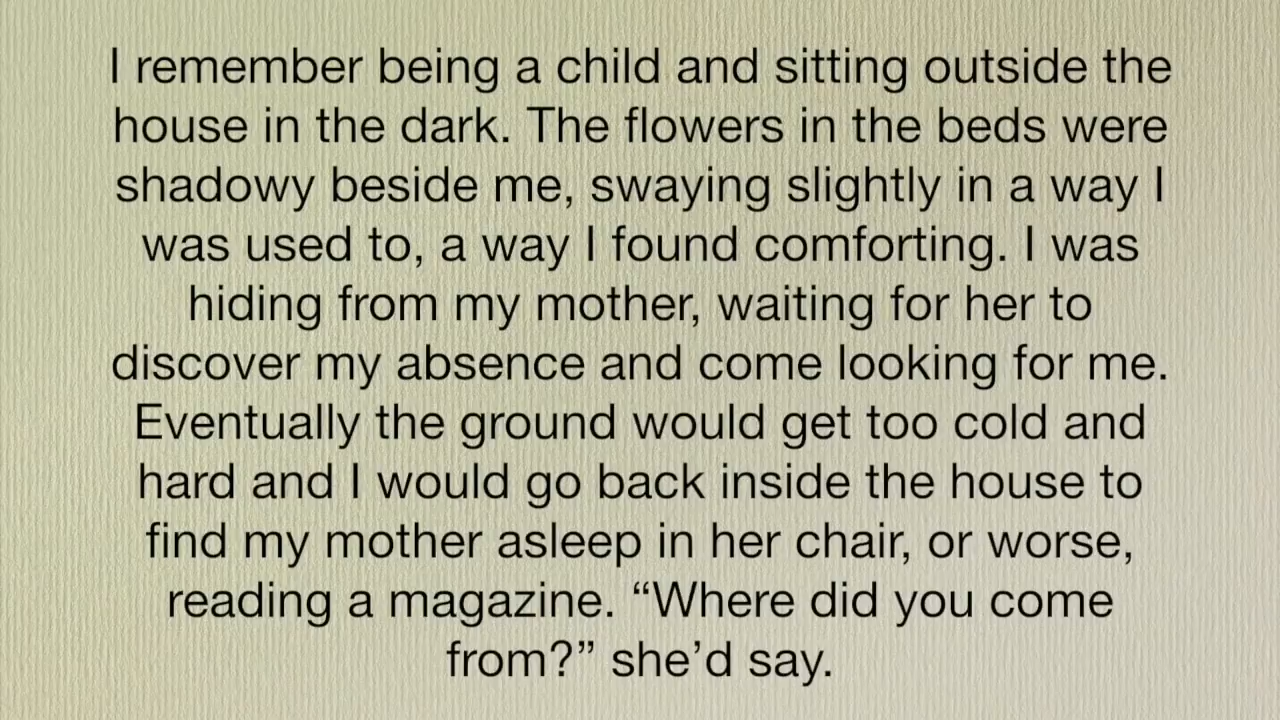 I remember being a child and sitting outside the
house in the dark. The flowers in the beds were
shadowy beside me, swaying slightly in a way I
was used to, a way I found comforting. I was
hiding from my mother, waiting for her to
discover my absence and come looking for me.
Eventually the ground would get too cold and
hard and I would go back inside the house to
find my mother asleep in her chair, or worse,
reading a magazine. “Where did you come
from?” she’d say.